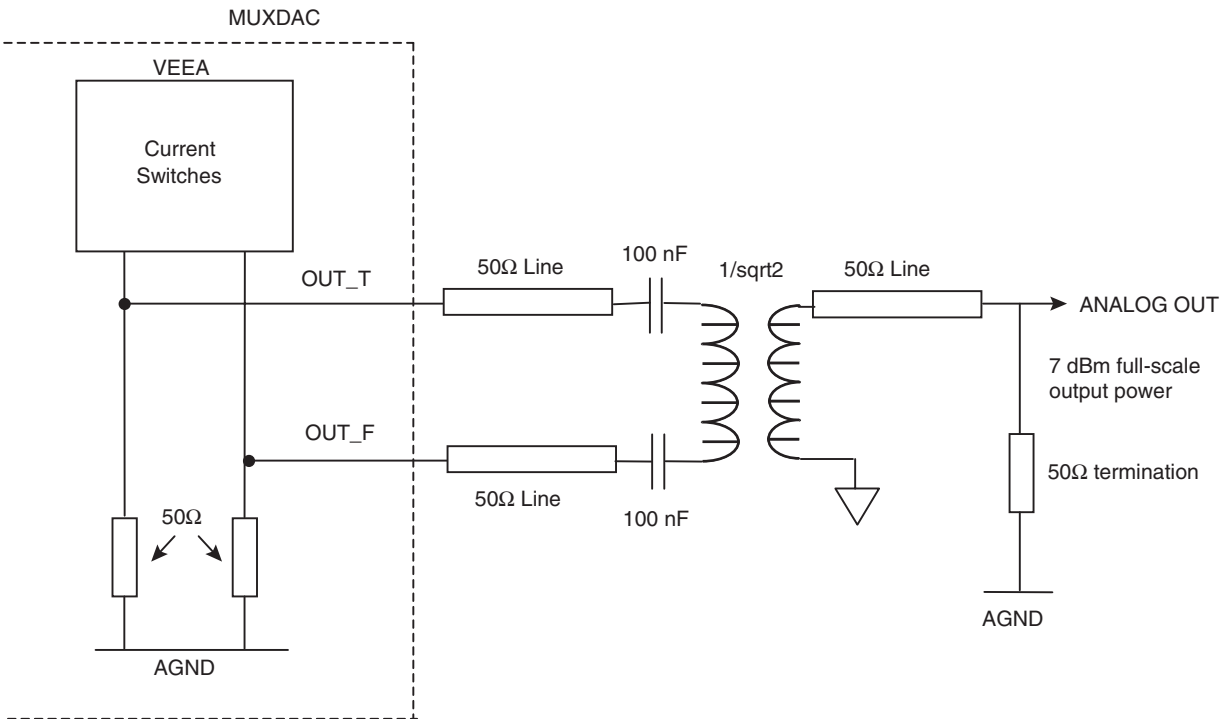 MUXDAC
VEEA
Current
Switches
OUT_T
50Ω Line
100 nF
1/sqrt2
50Ω Line
ANALOG OUT
7 dBm full-scale
output power
OUT_F
50Ω Line
100 nF
50Ω termination
50Ω
AGND
AGND